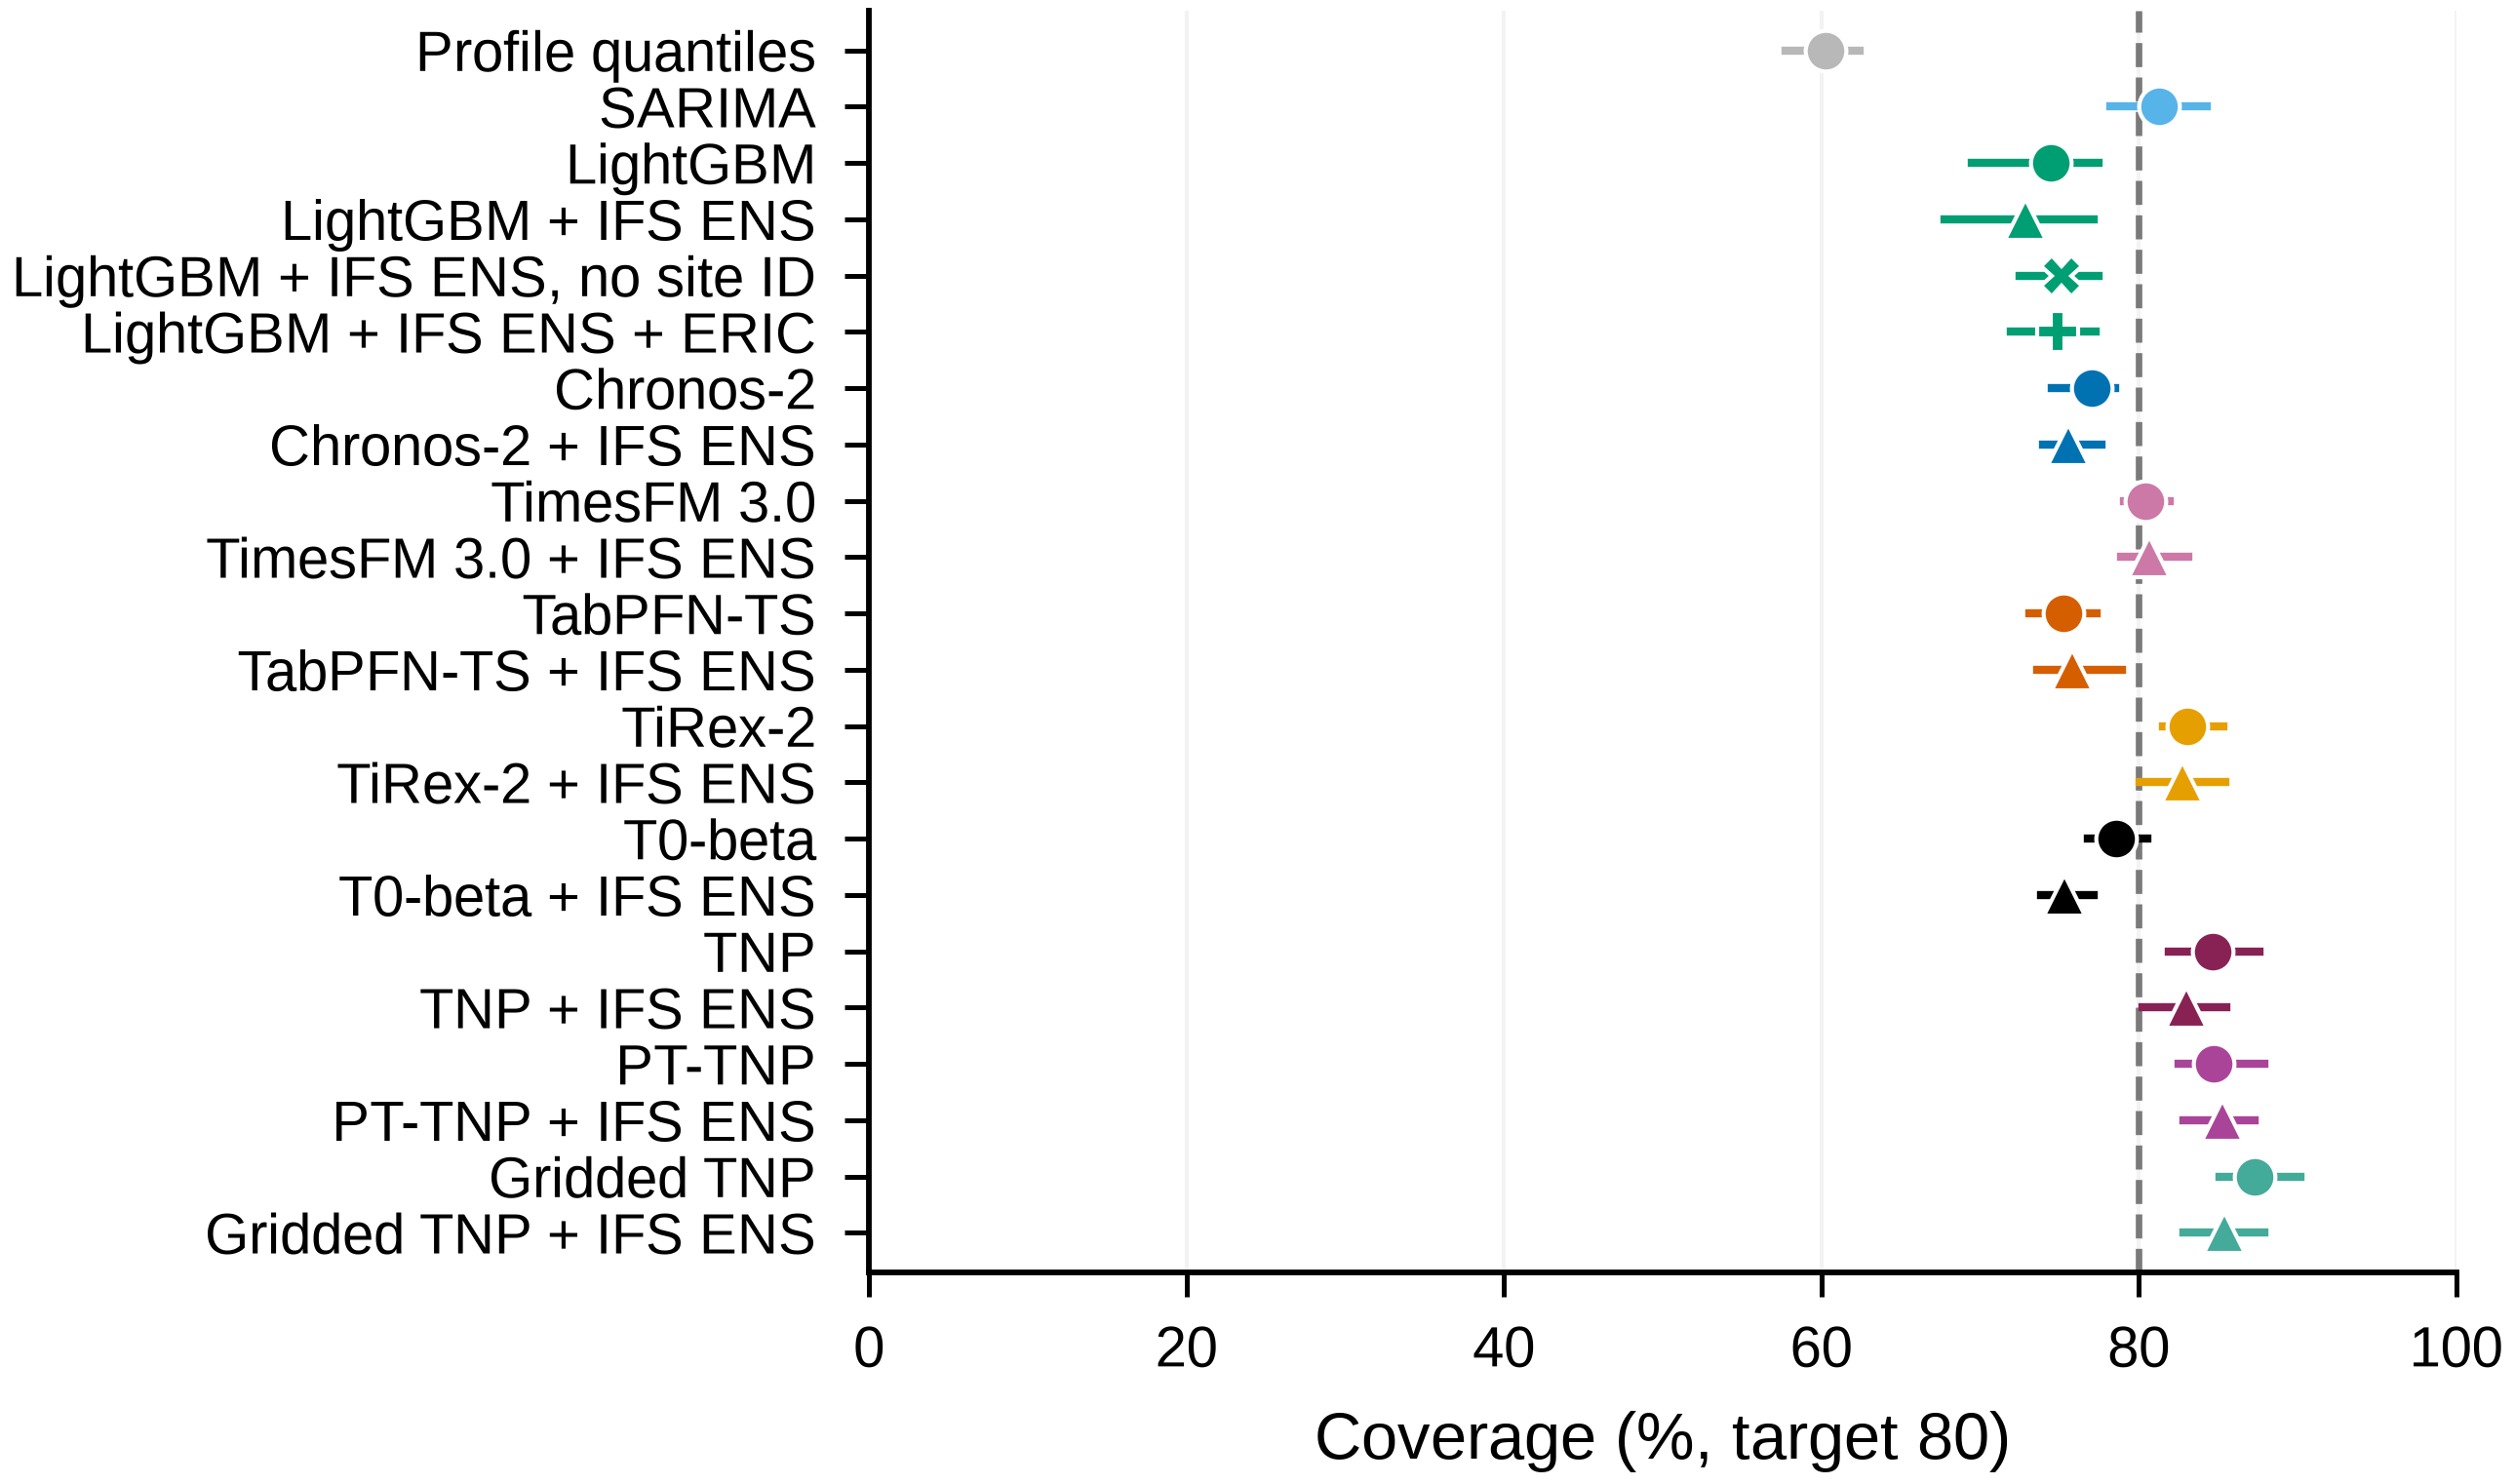 Profile quantiles
SARIMA
LightGBM
LightGBM + IFS ENS
LightGBM + IFS ENS, no site ID
LightGBM + IFS ENS + ERIC
Chronos-2
Chronos-2 + IFS ENS
TimesFM 3.0
TimesFM 3.0 + IFS ENS
TabPFN-TS
TabPFN-TS + IFS ENS
TiRex-2
TiRex-2 + IFS ENS
T0-beta
T0-beta + IFS ENS
TNP
TNP + IFS ENS
PT-TNP
PT-TNP + IFS ENS
Gridded TNP
Gridded TNP + IFS ENS
0 20 40 60 80 100
Coverage (%, target 80)